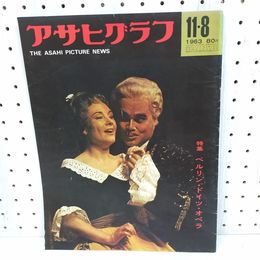 アサヒグラフ
THE ASAHI PICTURE NEWS
11・8
1963 80円
特集 ベルリン・ドイツ・オペラ